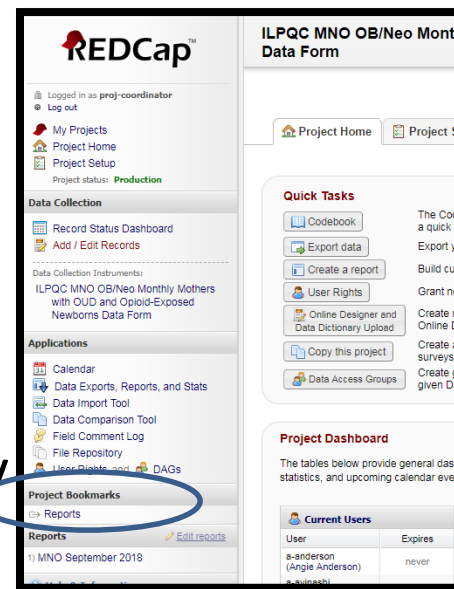 REDCap™
Logged in as proj-coordinator
Log out
My Projects
Project Home
Project Setup
Project status: Production
Data Collection
Record Status Dashboard
Add / Edit Records
Data Collection Instruments:
ILPQC MNO OB/Neo Monthly Mothers
with OUD and Opioid-Exposed
Newborns Data Form
Applications
Calendar
Data Exports, Reports, and Stats
Data Import Tool
Data Comparison Tool
Field Comment Log
File Repository
User Rights and DAGs
Project Bookmarks
Reports
Reports Edit reports
1) MNO September 2018
ILPQC MNO OB/Neo Mont
Data Form
Project Home
Project S
Quick Tasks
Codebook
The Co
a quick
Export data
Export y
Create a report
Build cu
User Rights
Grant ne
Online Designer and
Data Dictionary Upload
Create n
Online D
Copy this project
Create a
surveys
Data Access Groups
Create g
given D
Project Dashboard
The tables below provide general das
statistics, and upcoming calendar eve
Current Users
User Expires
a-anderson
(Angie Anderson)
never